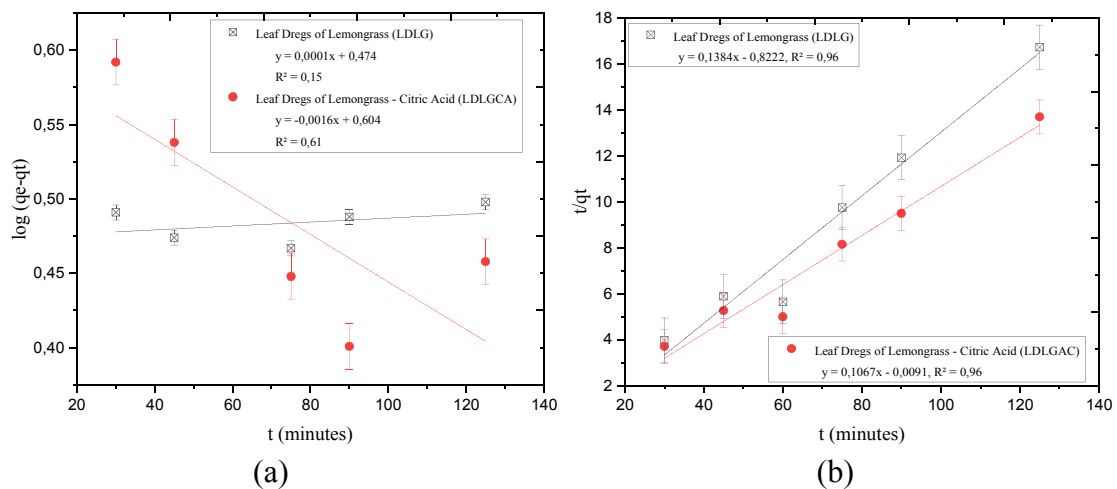 Leaf Dregs of Lemongrass (LDLG)
y = 0,0001x + 0,474
R² = 0,15
Leaf Dregs of Lemongrass - Citric Acid (LDLGCA)
y = -0,0016x + 0,604
R² = 0,61
0,60
0,55
0,50
0,45
0,40
log (qe-qt)
20 40 60 80 100 120 140
t (minutes)
(a)
Leaf Dregs of Lemongrass (LDLG)
y = 0,1384x - 0,8222, R² = 0,96
18
16
14
12
10
8
6
4
2
t/qt
Leaf Dregs of Lemongrass - Citric Acid (LDLGAC)
y = 0,1067x - 0,0091, R² = 0,96
20 40 60 80 100 120 140
t (minutes)
(b)